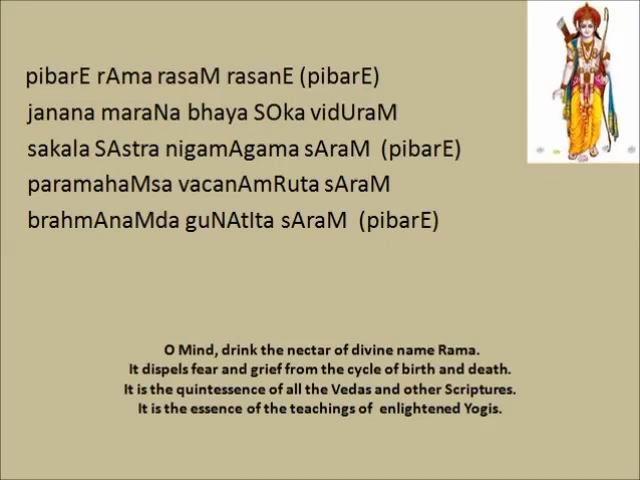 pibarE rAma rasaM rasanE (pibarE)
janana maraNa bhaya SOka vidUraM
sakala SAstra nigamAgama sAraM (pibarE)
paramahaMsa vacanAmRuta sAraM
brahmAnaMda guNAtIta sAraM (pibarE)
O Mind, drink the nectar of divine name Rama.
It dispels fear and grief from the cycle of birth and death.
It is the quintessence of all the Vedas and other Scriptures.
It is the essence of the teachings of enlightened Yogis.